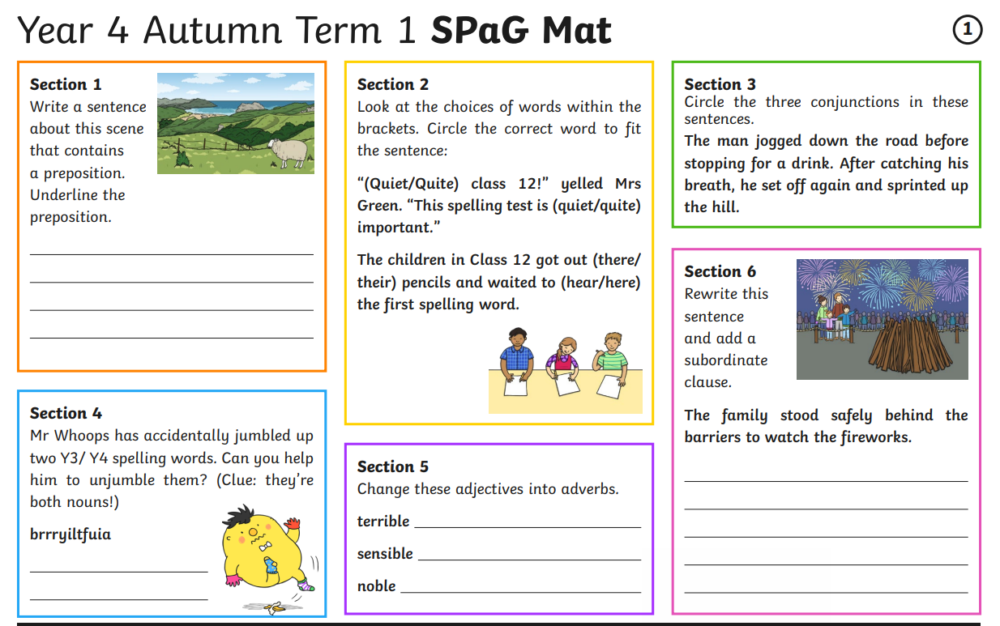 Year 4 Autumn Term 1 SPaG Mat
1
Section 1
Write a sentence
about this scene
that contains
a preposition.
Underline the
preposition.
Section 2
Look at the choices of words within the
brackets. Circle the correct word to fit
the sentence:
“(Quiet/Quite) class 12!” yelled Mrs
Green. “This spelling test is (quiet/quite)
important.”
The children in Class 12 got out (there/
their) pencils and waited to (hear/here)
the first spelling word.
Section 3
Circle the three conjunctions in these
sentences.
The man jogged down the road before
stopping for a drink. After catching his
breath, he set off again and sprinted up
the hill.
Section 4
Mr Whoops has accidentally jumbled up
two Y3/ Y4 spelling words. Can you help
him to unjumble them? (Clue: they’re
both nouns!)
brrryiltfuia
Section 5
Change these adjectives into adverbs.
terrible
sensible
noble
Section 6
Rewrite this
sentence
and add a
subordinate
clause.
The family stood safely behind the
barriers to watch the fireworks.